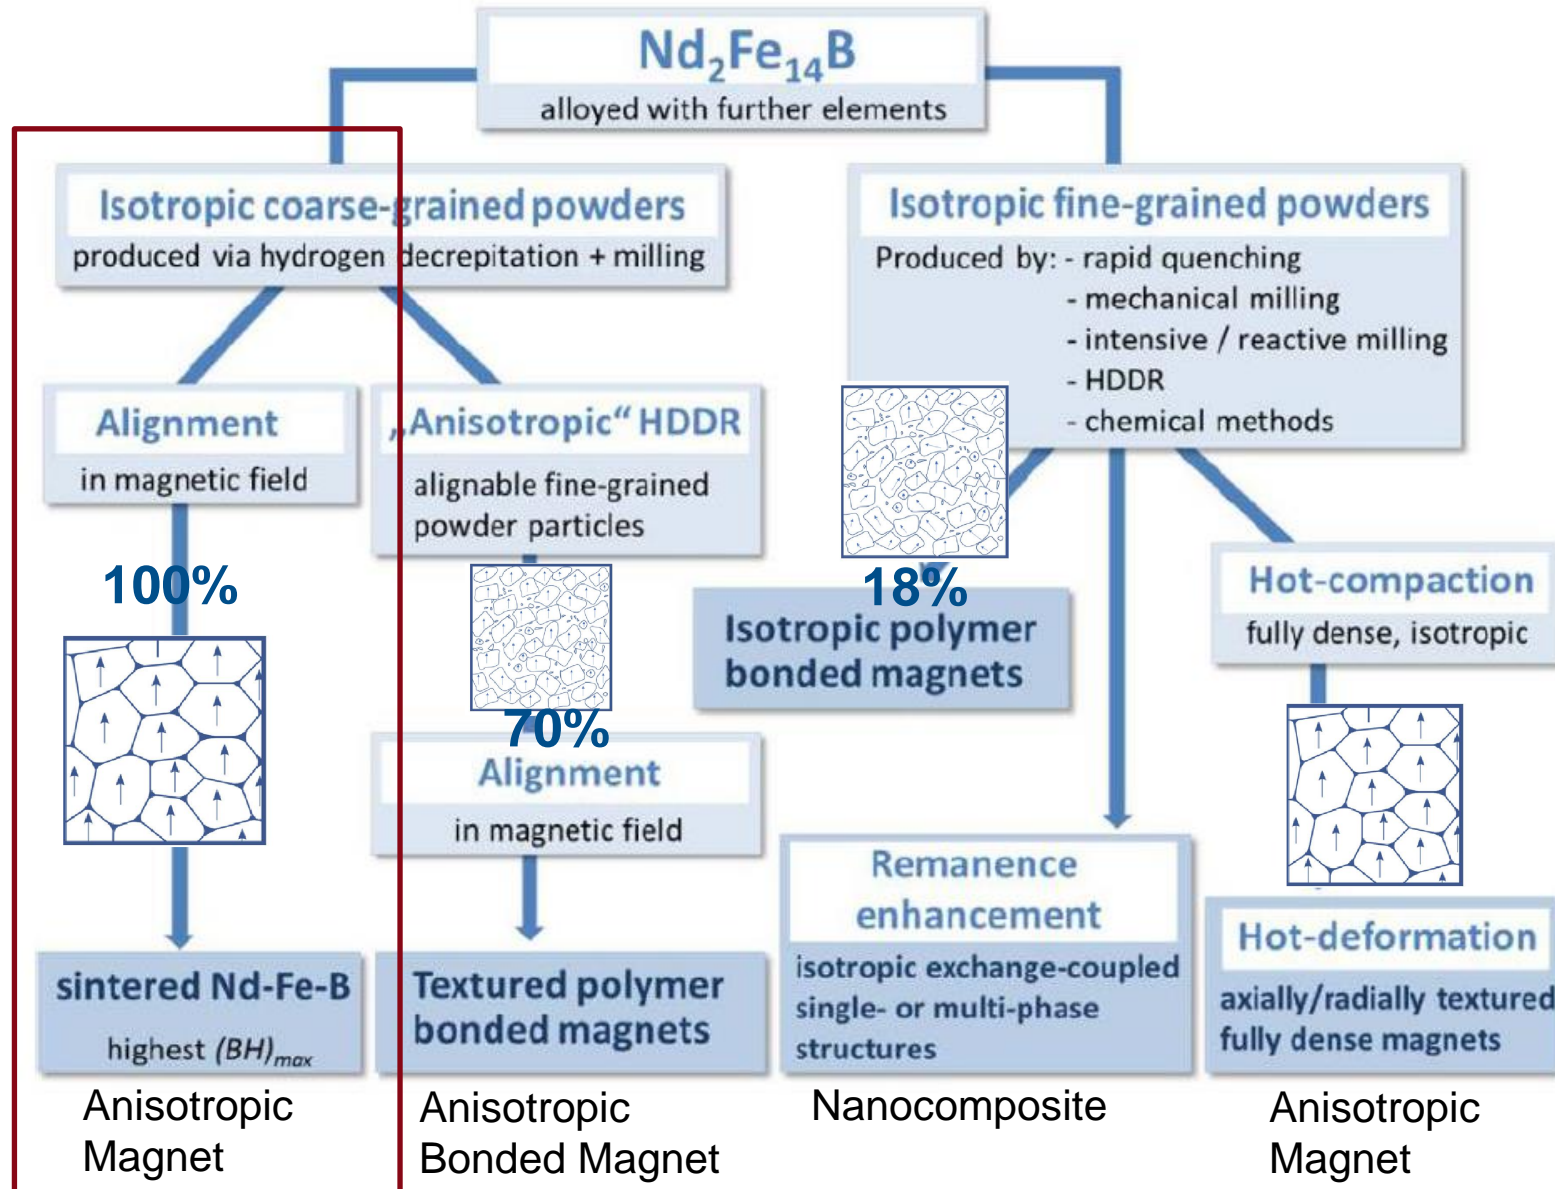 Nd₂Fe₁₄B
alloyed with further elements
Isotropic coarse-grained powders
produced via hydrogen decrepitation + milling
Isotropic fine-grained powders
Produced by: - rapid quenching
- mechanical milling
- intensive / reactive milling
- HDDR
- chemical methods
Alignment
in magnetic field
„Anisotropic“ HDDR
alignable fine-grained
powder particles
100%
70%
Alignment
in magnetic field
18%
Isotropic polymer
bonded magnets
Hot-compaction
fully dense, isotropic
sintered Nd-Fe-B
highest (BH)max
Textured polymer
bonded magnets
Remanence
enhancement
isotropic exchange-coupled
single- or multi-phase
structures
Hot-deformation
axially/radially textured
fully dense magnets
Anisotropic
Magnet
Anisotropic
Bonded Magnet
Nanocomposite
Anisotropic
Magnet